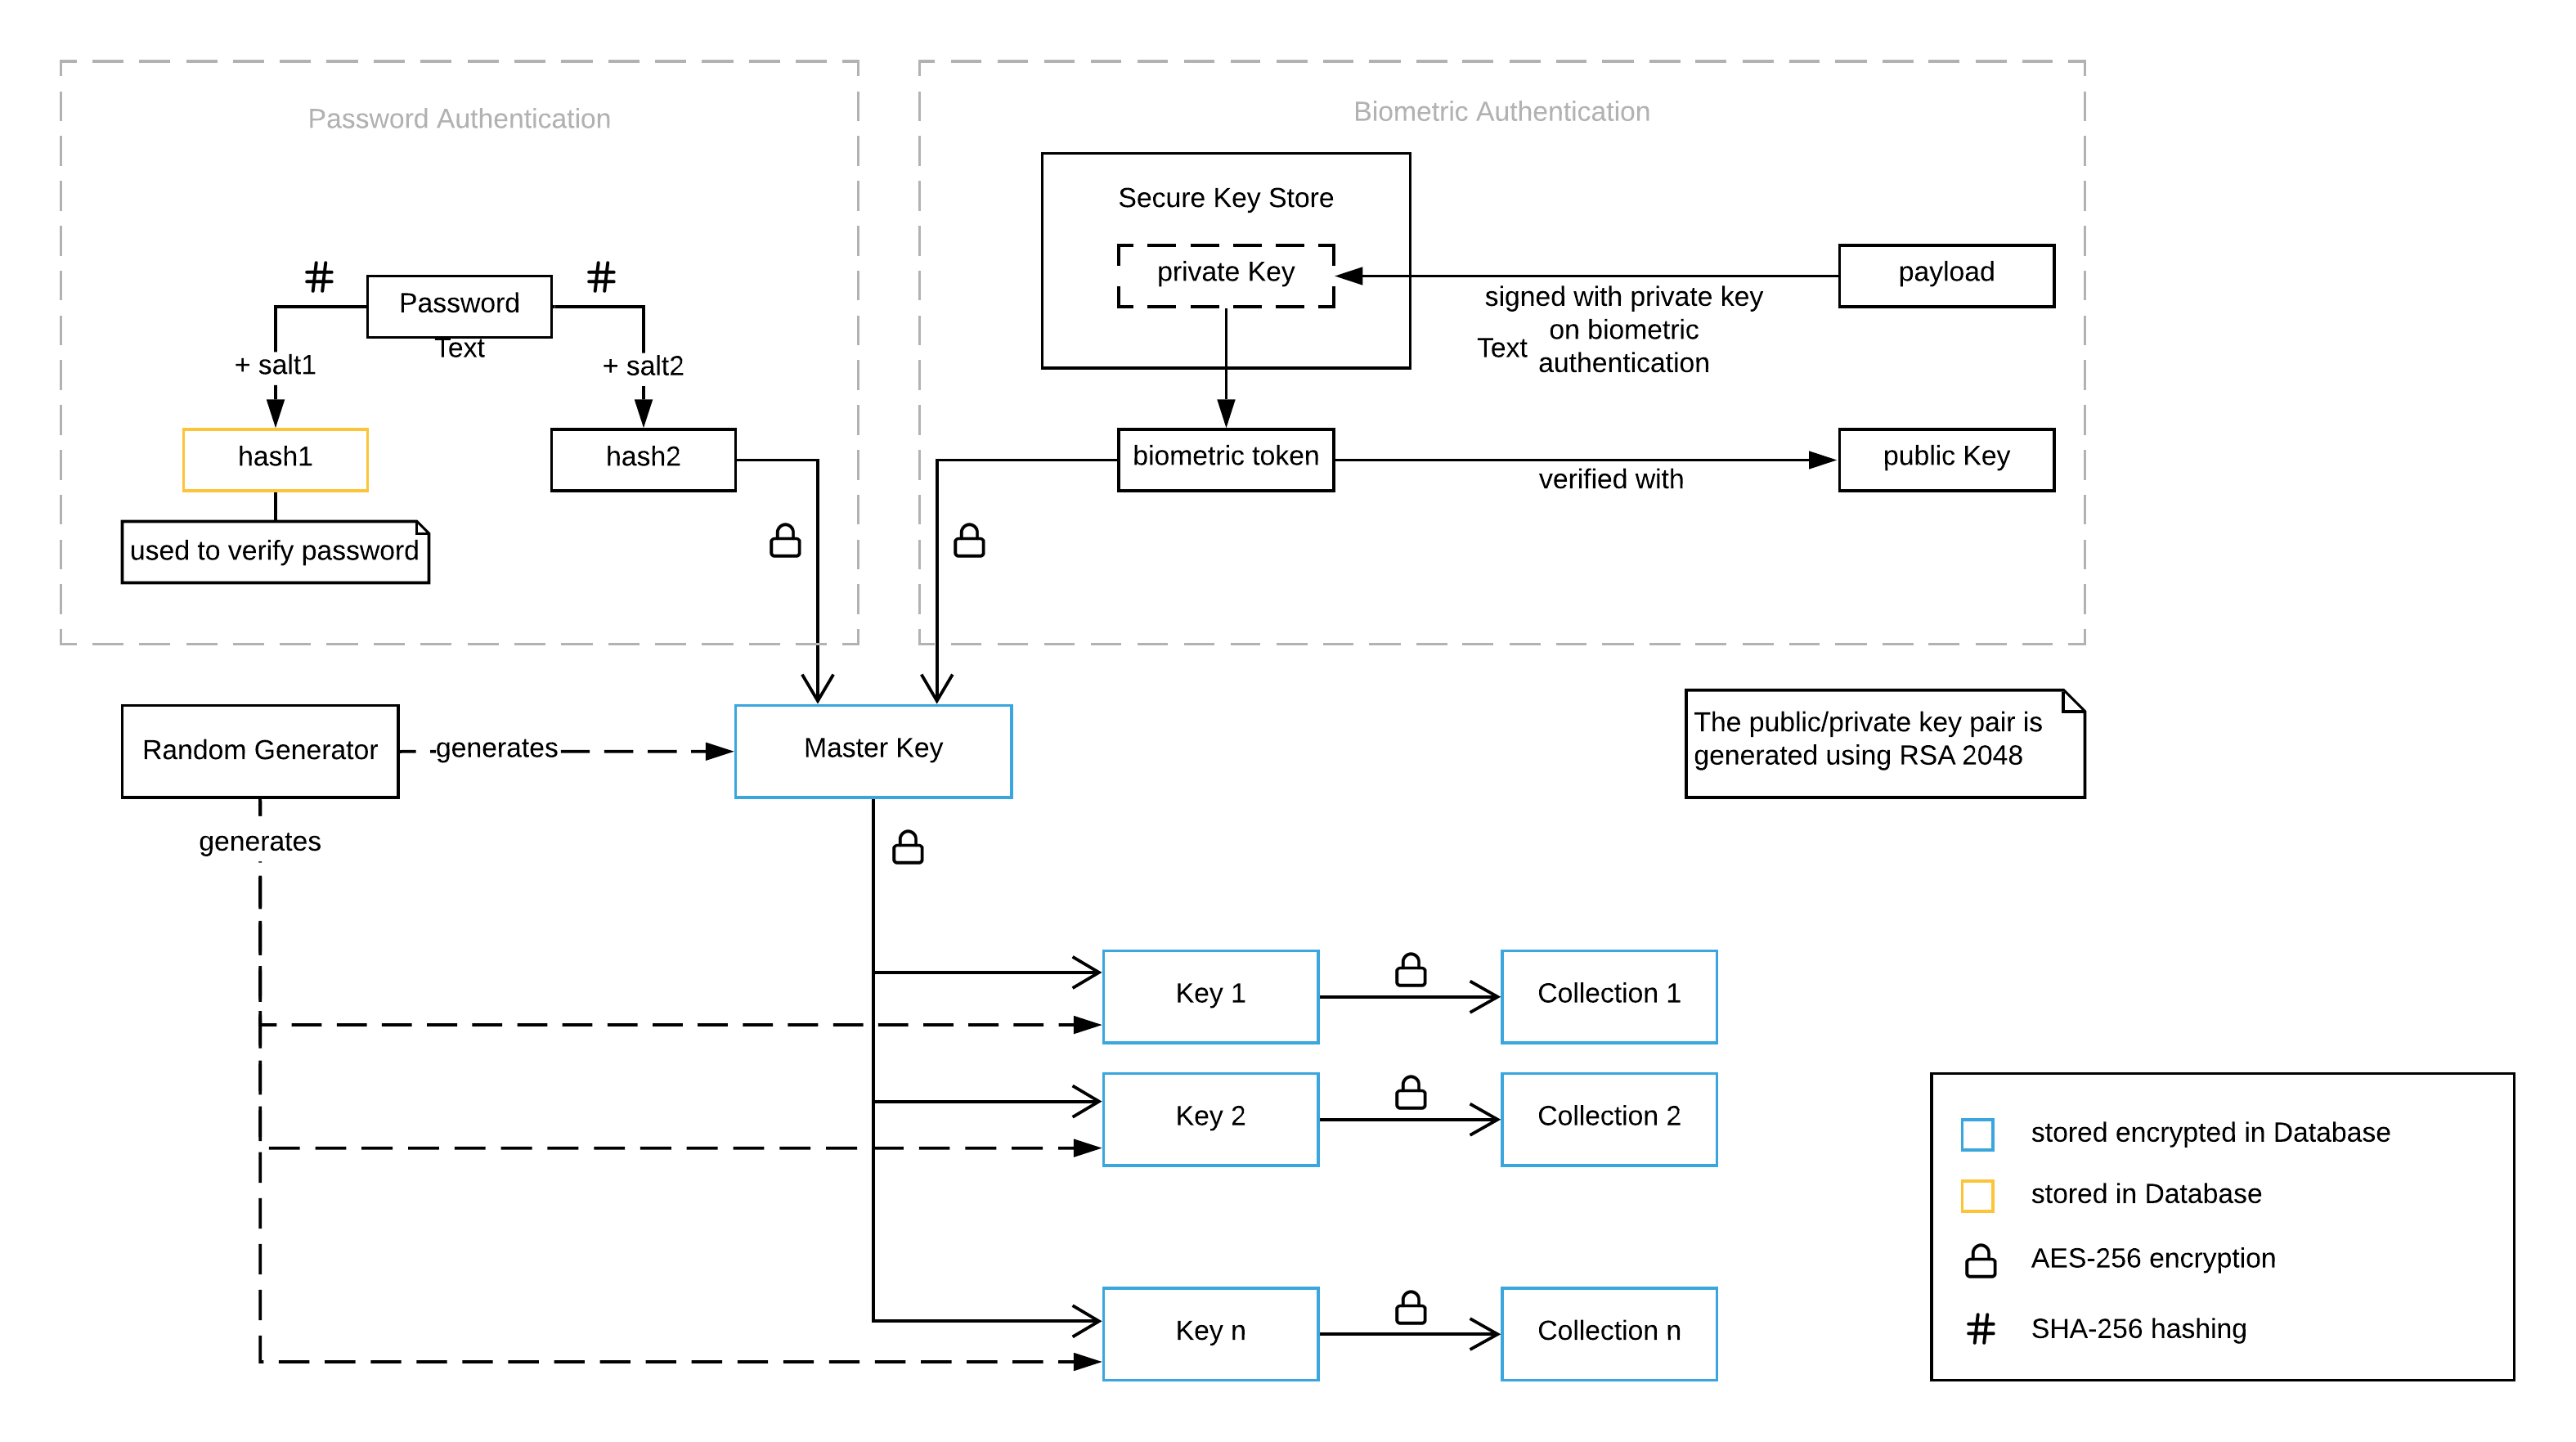 Password Authentication
#
#
Password
Text
+ salt1
+ salt2
hash1
hash2
used to verify password
Biometric Authentication
Secure Key Store
private Key
payload
signed with private key
on biometric
authentication
Text
biometric token
verified with
public Key
Random Generator
generates
Master Key
The public/private key pair is
generated using RSA 2048
generates
Key 1
Collection 1
Key 2
Collection 2
Key n
Collection n
stored encrypted in Database
stored in Database
AES-256 encryption
# SHA-256 hashing